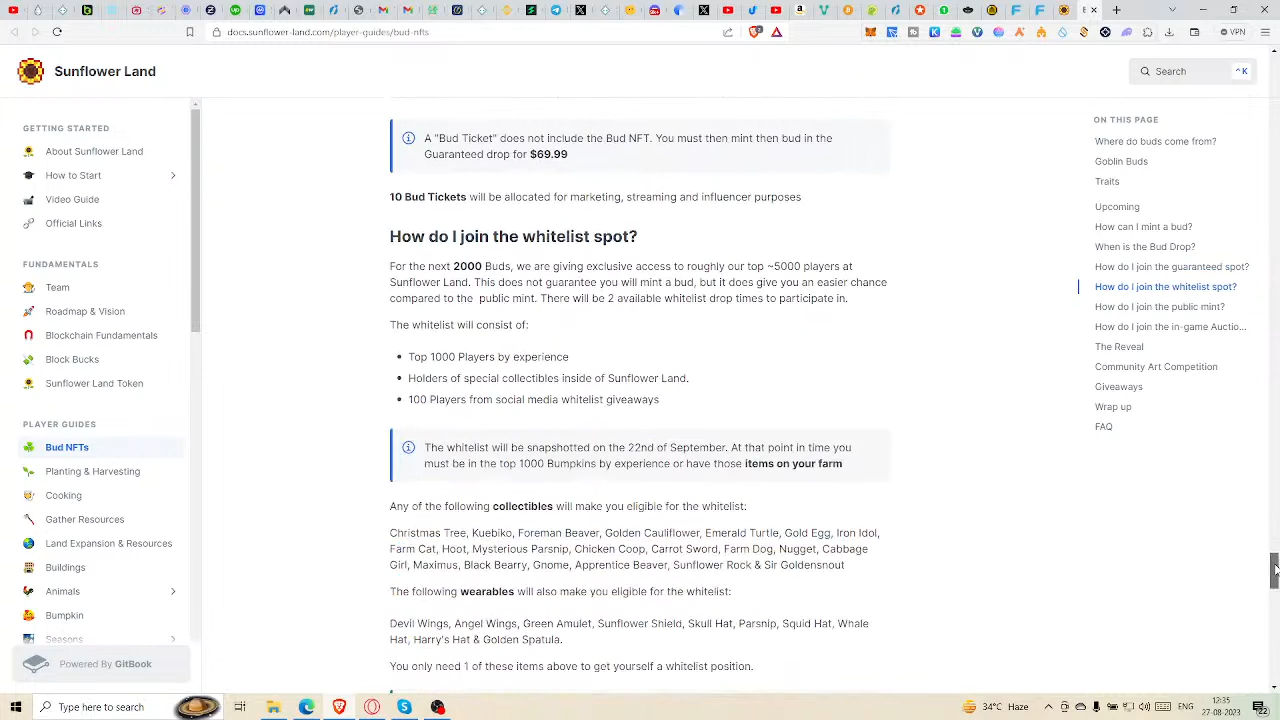 docs.sunflower-land.com/player-guides/bud-nfts
VPN
Sunflower Land
Search
^K
GETTING STARTED
About Sunflower Land
How to Start
Video Guide
Official Links
FUNDAMENTALS
Team
Roadmap & Vision
Blockchain Fundamentals
Block Bucks
Sunflower Land Token
PLAYER GUIDES
Bud NFTs
Planting & Harvesting
Cooking
Gather Resources
Land Expansion & Resources
Buildings
Animals
Bumpkin
Seasons
Powered By GitBook
A "Bud Ticket" does not include the Bud NFT. You must then mint then bud in the
Guaranteed drop for $69.99
10 Bud Tickets will be allocated for marketing, streaming and influencer purposes
How do I join the whitelist spot?
For the next 2000 Buds, we are giving exclusive access to roughly our top ~5000 players at
Sunflower Land. This does not guarantee you will mint a bud, but it does give you an easier chance
compared to the public mint. There will be 2 available whitelist drop times to participate in.
The whitelist will consist of:
• Top 1000 Players by experience
• Holders of special collectibles inside of Sunflower Land.
• 100 Players from social media whitelist giveaways
The whitelist will be snapshotted on the 22nd of September. At that point in time you
must be in the top 1000 Bumpkins by experience or have those items on your farm
Any of the following collectibles will make you eligible for the whitelist:
Christmas Tree, Kuebiko, Foreman Beaver, Golden Cauliflower, Emerald Turtle, Gold Egg, Iron Idol,
Farm Cat, Hoot, Mysterious Parsnip, Chicken Coop, Carrot Sword, Farm Dog, Nugget, Cabbage
Girl, Maximus, Black Bearry, Gnome, Apprentice Beaver, Sunflower Rock & Sir Goldensnout
The following wearables will also make you eligible for the whitelist:
Devil Wings, Angel Wings, Green Amulet, Sunflower Shield, Skull Hat, Parsnip, Squid Hat, Whale
Hat, Harry's Hat & Golden Spatula.
You only need 1 of these items above to get yourself a whitelist position.
ON THIS PAGE
Where do buds come from?
Goblin Buds
Traits
Upcoming
How can I mint a bud?
When is the Bud Drop?
How do I join the guaranteed spot?
How do I join the whitelist spot?
How do I join the public mint?
How do I join the in-game Auctio...
The Reveal
Community Art Competition
Giveaways
Wrap up
FAQ
Type here to search
34°C Haze
ENG
12:35
27-08-2023
22